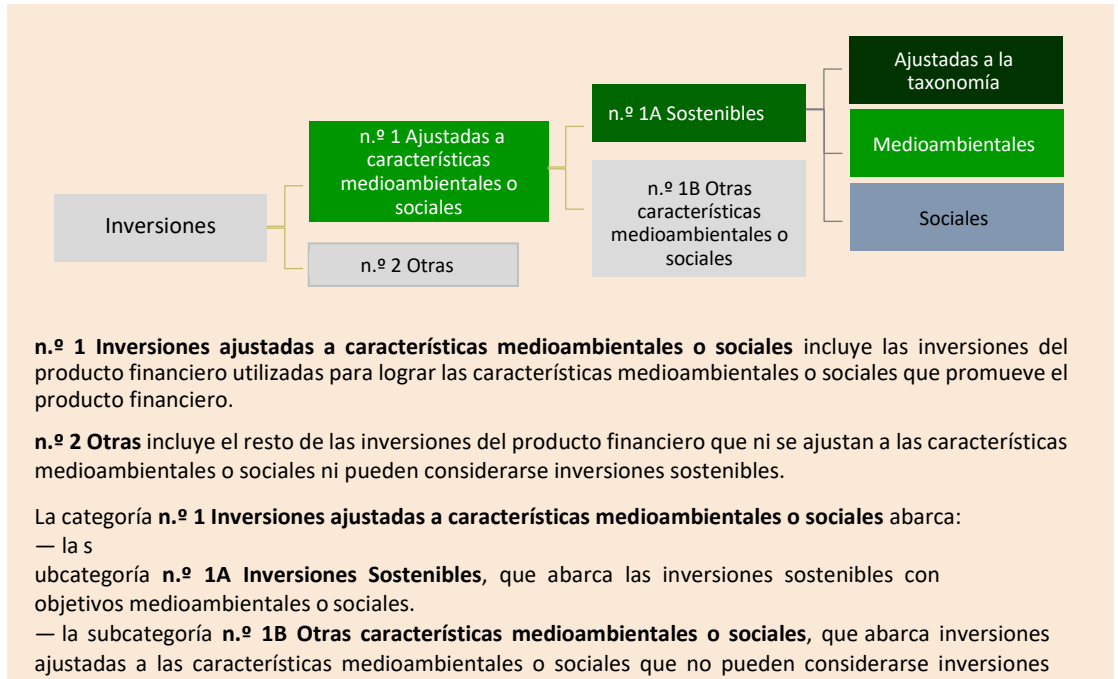 Ajustadas a la
taxonomía
n.º 1A Sostenibles
n.º 1 Ajustadas a
características
medioambientales o
sociales
Medioambientales
n.º 1B Otras
características
medioambientales o
sociales
Sociales
Inversiones
n.º 2 Otras
n.º 1 Inversiones ajustadas a características medioambientales o sociales incluye las inversiones del
producto financiero utilizadas para lograr las características medioambientales o sociales que promueve el
producto financiero.
n.º 2 Otras incluye el resto de las inversiones del producto financiero que ni se ajustan a las características
medioambientales o sociales ni pueden considerarse inversiones sostenibles.
La categoría n.º 1 Inversiones ajustadas a características medioambientales o sociales abarca:
— la s
ubcategoría n.º 1A Inversiones Sostenibles, que abarca las inversiones sostenibles con
objetivos medioambientales o sociales.
— la subcategoría n.º 1B Otras características medioambientales o sociales, que abarca inversiones
ajustadas a las características medioambientales o sociales que no pueden considerarse inversiones